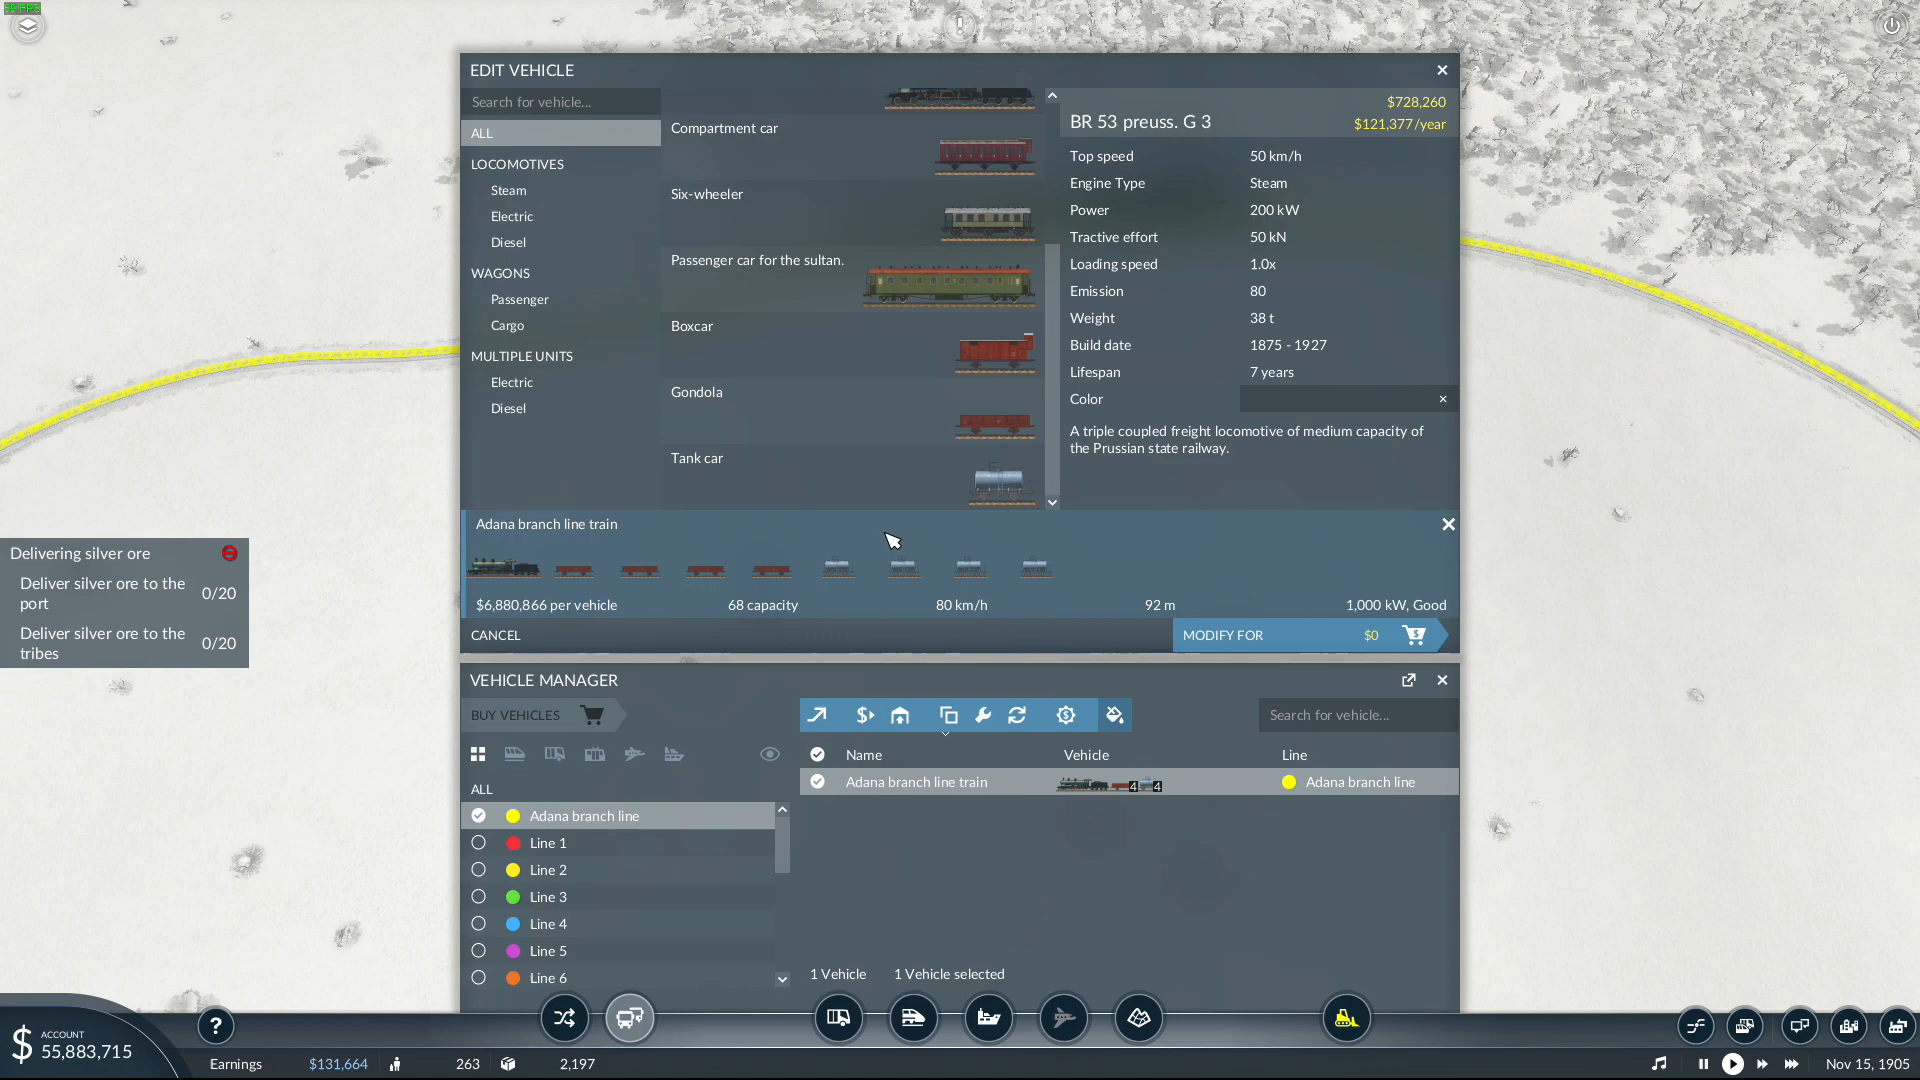 EDIT VEHICLE
Search for vehicle...
ALL
LOCOMOTIVES
Steam
Electric
Diesel
WAGONS
Passenger
Cargo
MULTIPLE UNITS
Electric
Diesel
Compartment car
Six-wheeler
Passenger car for the sultan.
Boxcar
Gondola
Tank car
$728,260
BR 53 preuss. G 3
$121,377/year
Top speed 50 km/h
Engine Type Steam
Power 200 kW
Tractive effort 50 kN
Loading speed 1.0x
Emission 80
Weight 38 t
Build date 1875 - 1927
Lifespan 7 years
Color
A triple coupled freight locomotive of medium capacity of
the Prussian state railway.
Adana branch line train
$6,880,866 per vehicle 68 capacity 80 km/h 92 m 1,000 kW, Good
CANCEL
MODIFY FOR $0
Delivering silver ore
Deliver silver ore to the
port
0/20
Deliver silver ore to the
tribes
0/20
VEHICLE MANAGER
BUY VEHICLES
Search for vehicle...
ALL
Adana branch line
Line 1
Line 2
Line 3
Line 4
Line 5
Line 6
Name Vehicle Line
Adana branch line train 4 4 Adana branch line
1 Vehicle 1 Vehicle selected
$ ACCOUNT
55,883,715
?
Earnings $131,664 263 2,197
Nov 15, 1905